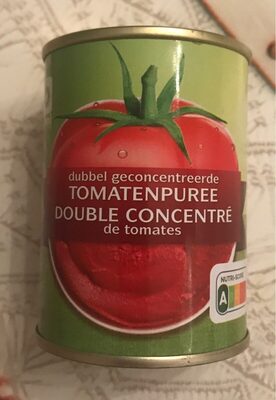 dubbel geconcentreerde
TOMATENPUREE
DOUBLE CONCENTRÉ
de tomates
NUTRI-SCORE
A